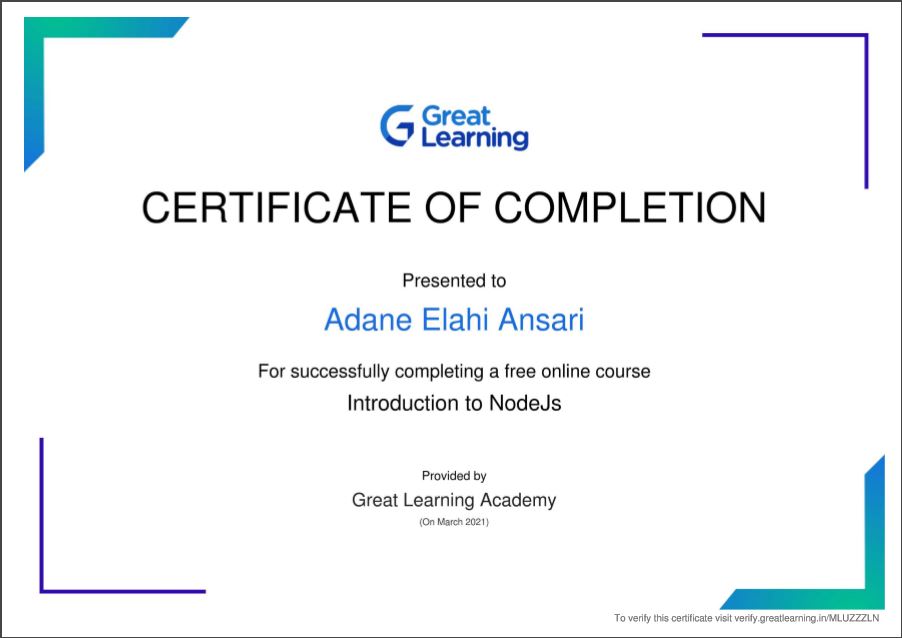 Great
Learning
CERTIFICATE OF COMPLETION
Presented to
Adane Elahi Ansari
For successfully completing a free online course
Introduction to NodeJs
Provided by
Great Learning Academy
(On March 2021)
To verify this certificate visit verify.greatlearning.in/MLUZZZLN